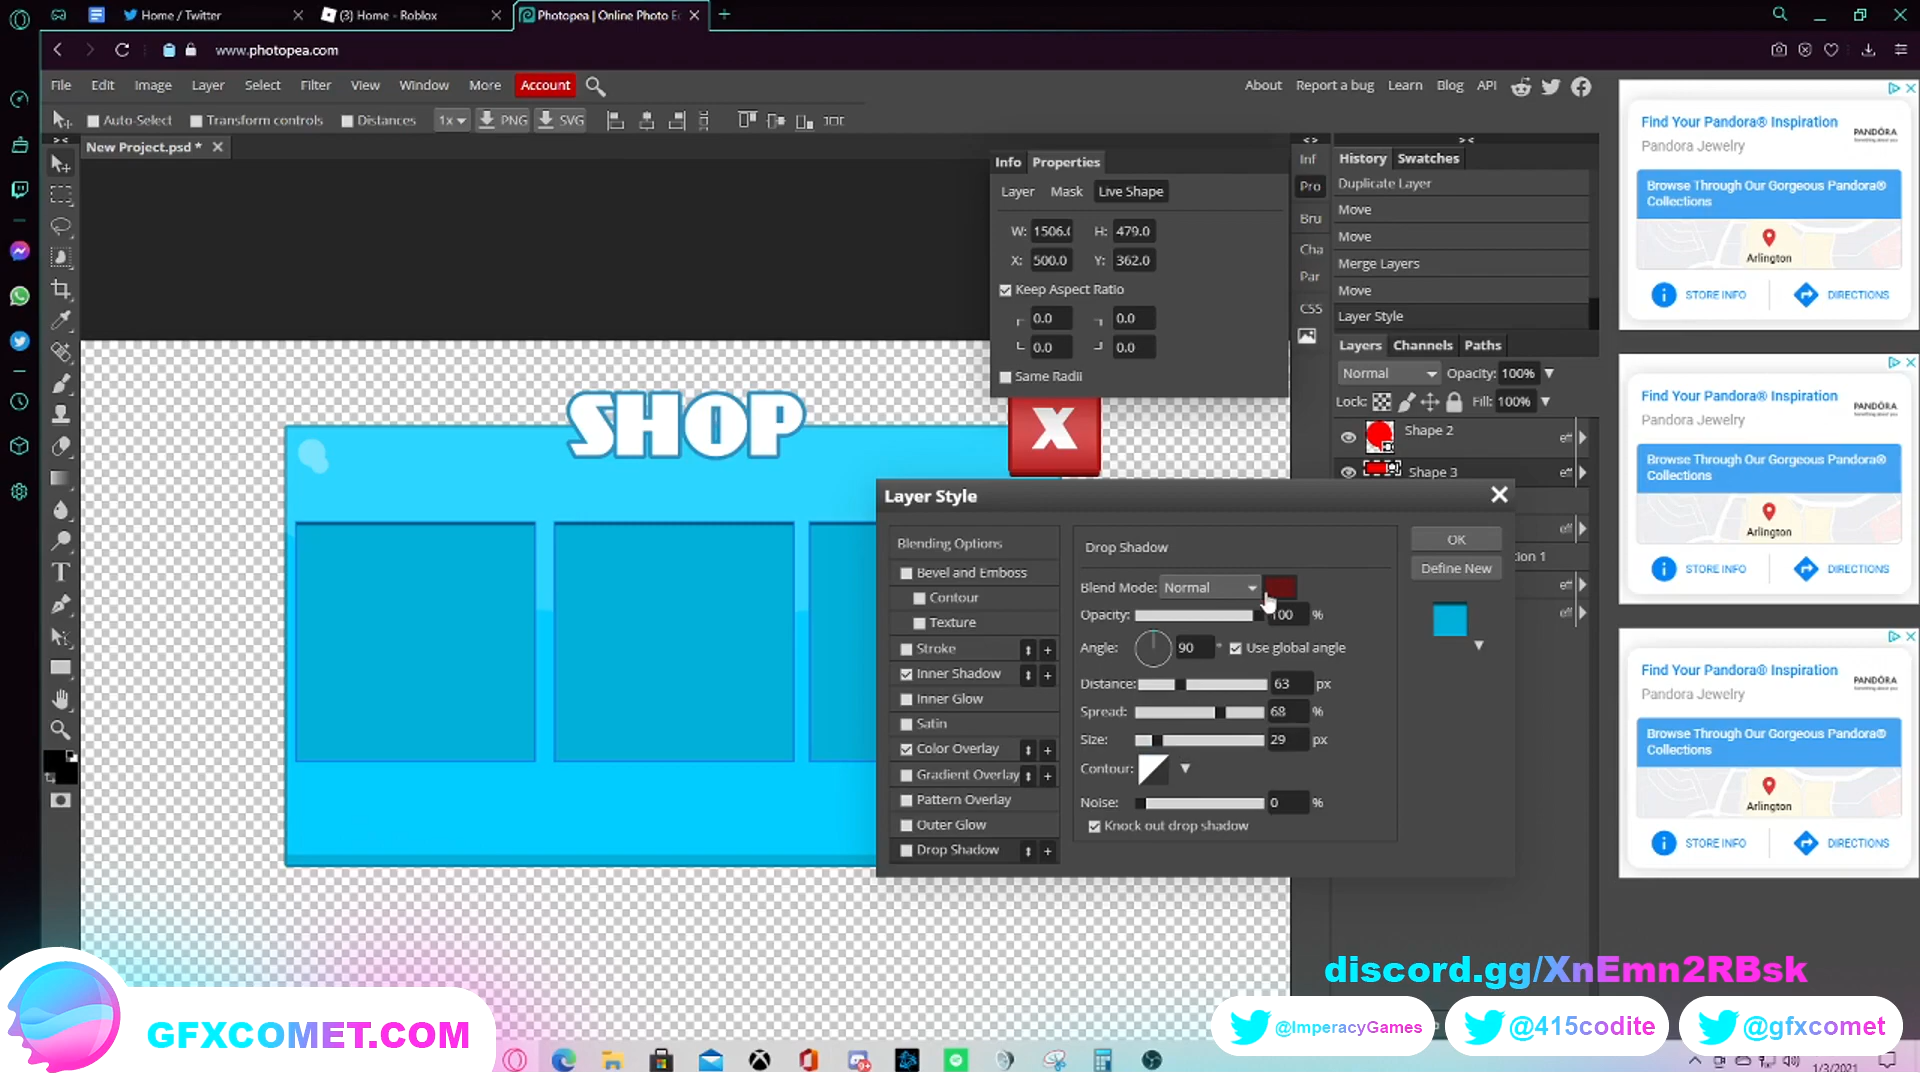 Home / Twitter
(3) Home - Roblox
Photopea | Online Photo Ec
www.photopea.com
File Edit Image Layer Select Filter View Window More Account
About Report a bug Learn Blog API
Auto-Select Transform controls Distances 1x PNG SVG
New Project.psd *
Info Properties
Layer Mask Live Shape
W: 1506.0 H: 479.0
X: 500.0 Y: 362.0
Keep Aspect Ratio
0.0 0.0
0.0 0.0
Same Radii
Inf
Pro
Bru
Cha
Par
CSS
History Swatches
Duplicate Layer
Move
Move
Merge Layers
Move
Layer Style
Layers Channels Paths
Normal Opacity: 100%
Lock: Fill: 100%
Shape 2 eff
Shape 3 eff
eff
tion 1
eff
eff
SHOP
X
Layer Style
Blending Options
Bevel and Emboss
Contour
Texture
Stroke
Inner Shadow
Inner Glow
Satin
Color Overlay
Gradient Overlay
Pattern Overlay
Outer Glow
Drop Shadow
Drop Shadow
Blend Mode: Normal
Opacity: 100 %
Angle: 90 ° Use global angle
Distance: 63 px
Spread: 68 %
Size: 29 px
Contour:
Noise: 0 %
Knock out drop shadow
OK
Define New
Find Your Pandora® Inspiration
Pandora Jewelry
PANDÖRA
Browse Through Our Gorgeous Pandora®
Collections
Arlington
STORE INFO DIRECTIONS
Find Your Pandora® Inspiration
Pandora Jewelry
PANDÖRA
Browse Through Our Gorgeous Pandora®
Collections
Arlington
STORE INFO DIRECTIONS
Find Your Pandora® Inspiration
Pandora Jewelry
PANDÖRA
Browse Through Our Gorgeous Pandora®
Collections
Arlington
STORE INFO DIRECTIONS
discord.gg/XnEmn2RBsk
GFXCOMET.COM
@ImperacyGames
@415codite
@gfxcomet
1/3/2021